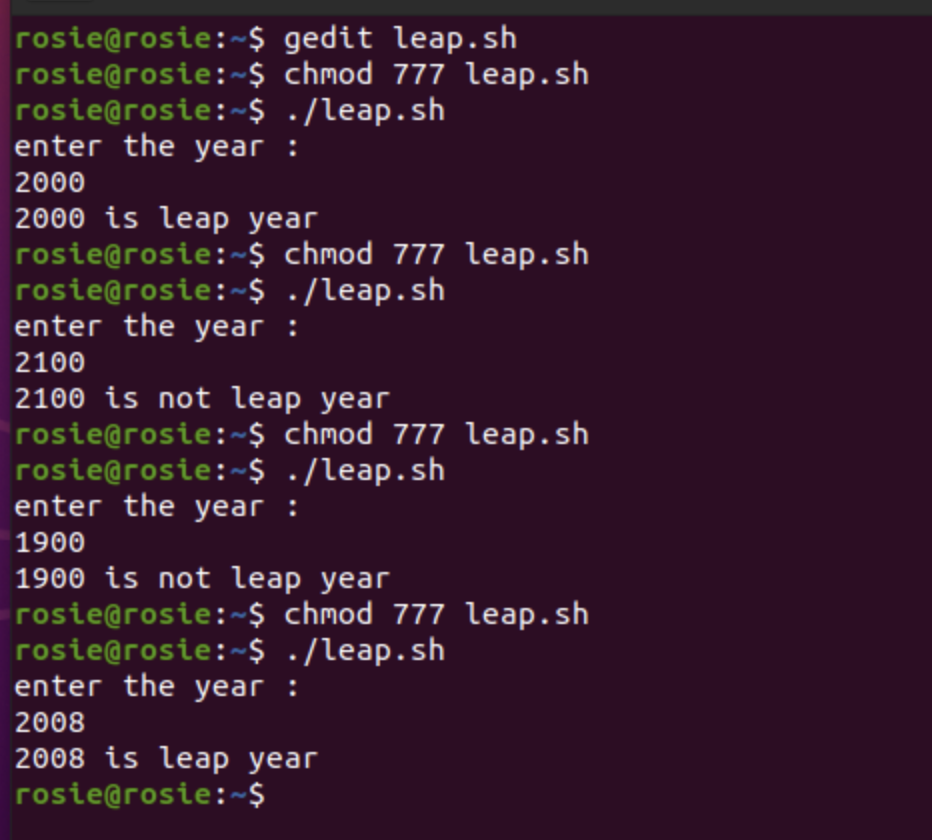 rosie@rosie:~$ gedit leap.sh
rosie@rosie:~$ chmod 777 leap.sh
rosie@rosie:~$ ./leap.sh
enter the year :
2000
2000 is leap year
rosie@rosie:~$ chmod 777 leap.sh
rosie@rosie:~$ ./leap.sh
enter the year :
2100
2100 is not leap year
rosie@rosie:~$ chmod 777 leap.sh
rosie@rosie:~$ ./leap.sh
enter the year :
1900
1900 is not leap year
rosie@rosie:~$ chmod 777 leap.sh
rosie@rosie:~$ ./leap.sh
enter the year :
2008
2008 is leap year
rosie@rosie:~$